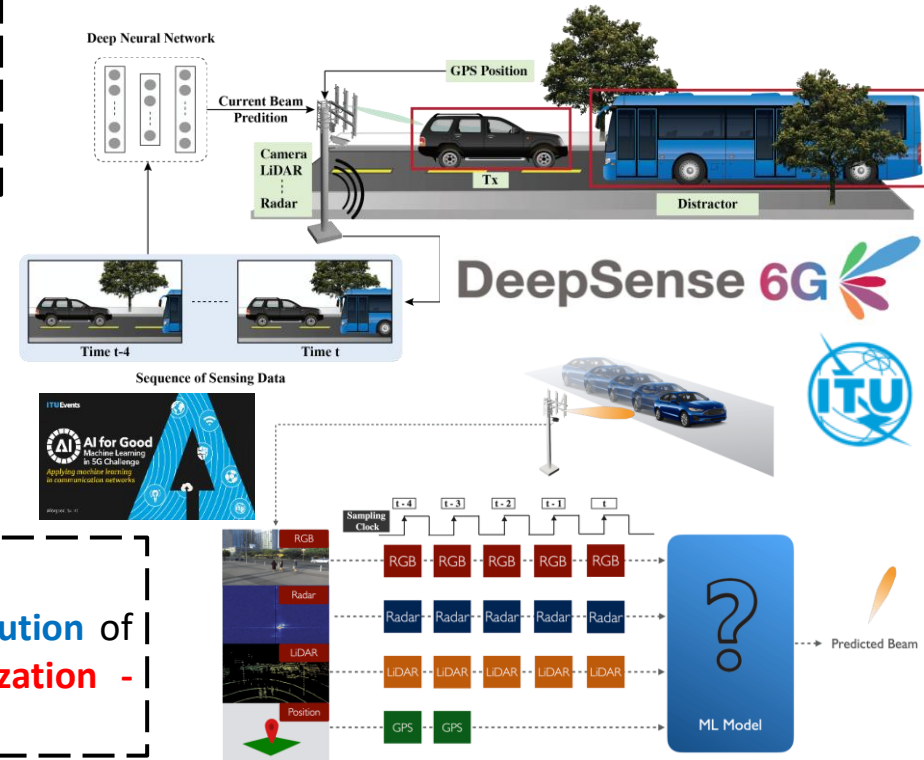 Deep Neural Network
GPS Position
Current Beam
Predition
Camera
LiDAR
Radar
Tx
Distractor
Time t-4
Time t
Sequence of Sensing Data
DeepSense 6G
ITU
ITUEvents
AI
AI for Good
Machine Learning
in 5G Challenge
Applying machine learning
in communication networks
ution of
zation -
Sampling
Clock
t - 4
t - 3
t - 2
t - 1
t
RGB
RGB RGB RGB RGB RGB
Radar
Radar Radar Radar Radar Radar
LiDAR
LiDAR LiDAR LiDAR LiDAR LiDAR
Position
GPS GPS
?
ML Model
Predicted Beam